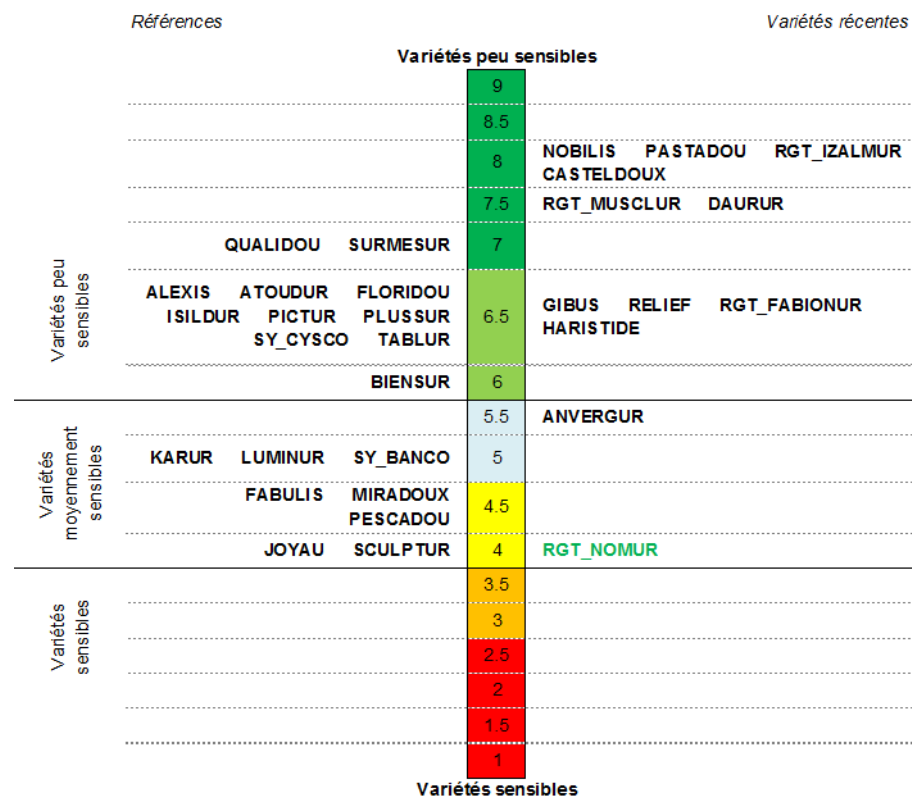 Références
Variétés récentes
Variétés peu sensibles
9
8.5
8
NOBILIS PASTADOU RGT_IZALMUR
CASTELDOUX
7.5
RGT_MUSCLUR DAURUR
QUALIDOU SURMESUR
7
Variétés peu
sensibles
ALEXIS ATOUDUR FLORIDOU
ISILDUR PICTUR PLUSSUR
SY_CYSCO TABLUR
6.5
GIBUS RELIEF RGT_FABIONUR
HARISTIDE
BIENSUR
6
5.5
ANVERGUR
Variétés
moyennement
sensibles
KARUR LUMINUR SY_BANCO
5
FABULIS MIRADOUX
PESCADOU
4.5
JOYAU SCULPTUR
4
RGT_NOMUR
Variétés
sensibles
3.5
3
2.5
2
1.5
1
Variétés sensibles